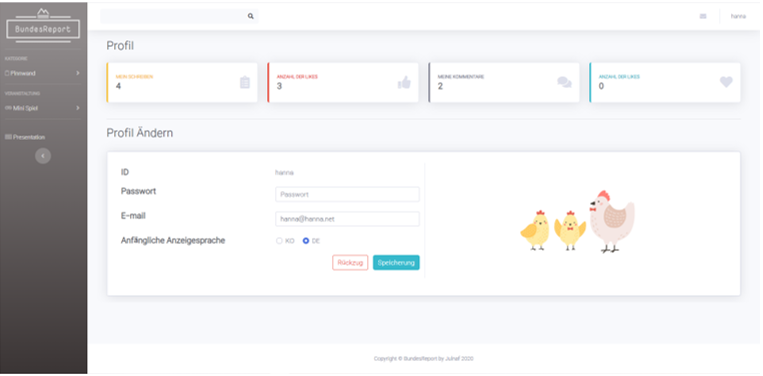 BundesReport
hanna
KATEGORIE
Pinnwand
VERANSTALTUNG
Mini Spiel
Presentation
Profil
MEIN SCHREIBEN
4
ANZAHL DER LIKES
3
MEINE KOMMENTARE
2
ANZAHL DER LIKES
0
Profil Ändern
ID
hanna
Passwort
Passwort
E-mail
hanna@hanna.net
Anfängliche Anzeigesprache
KO DE
Rückzug Speicherung
Copyright © BundesReport by Julnaf 2020